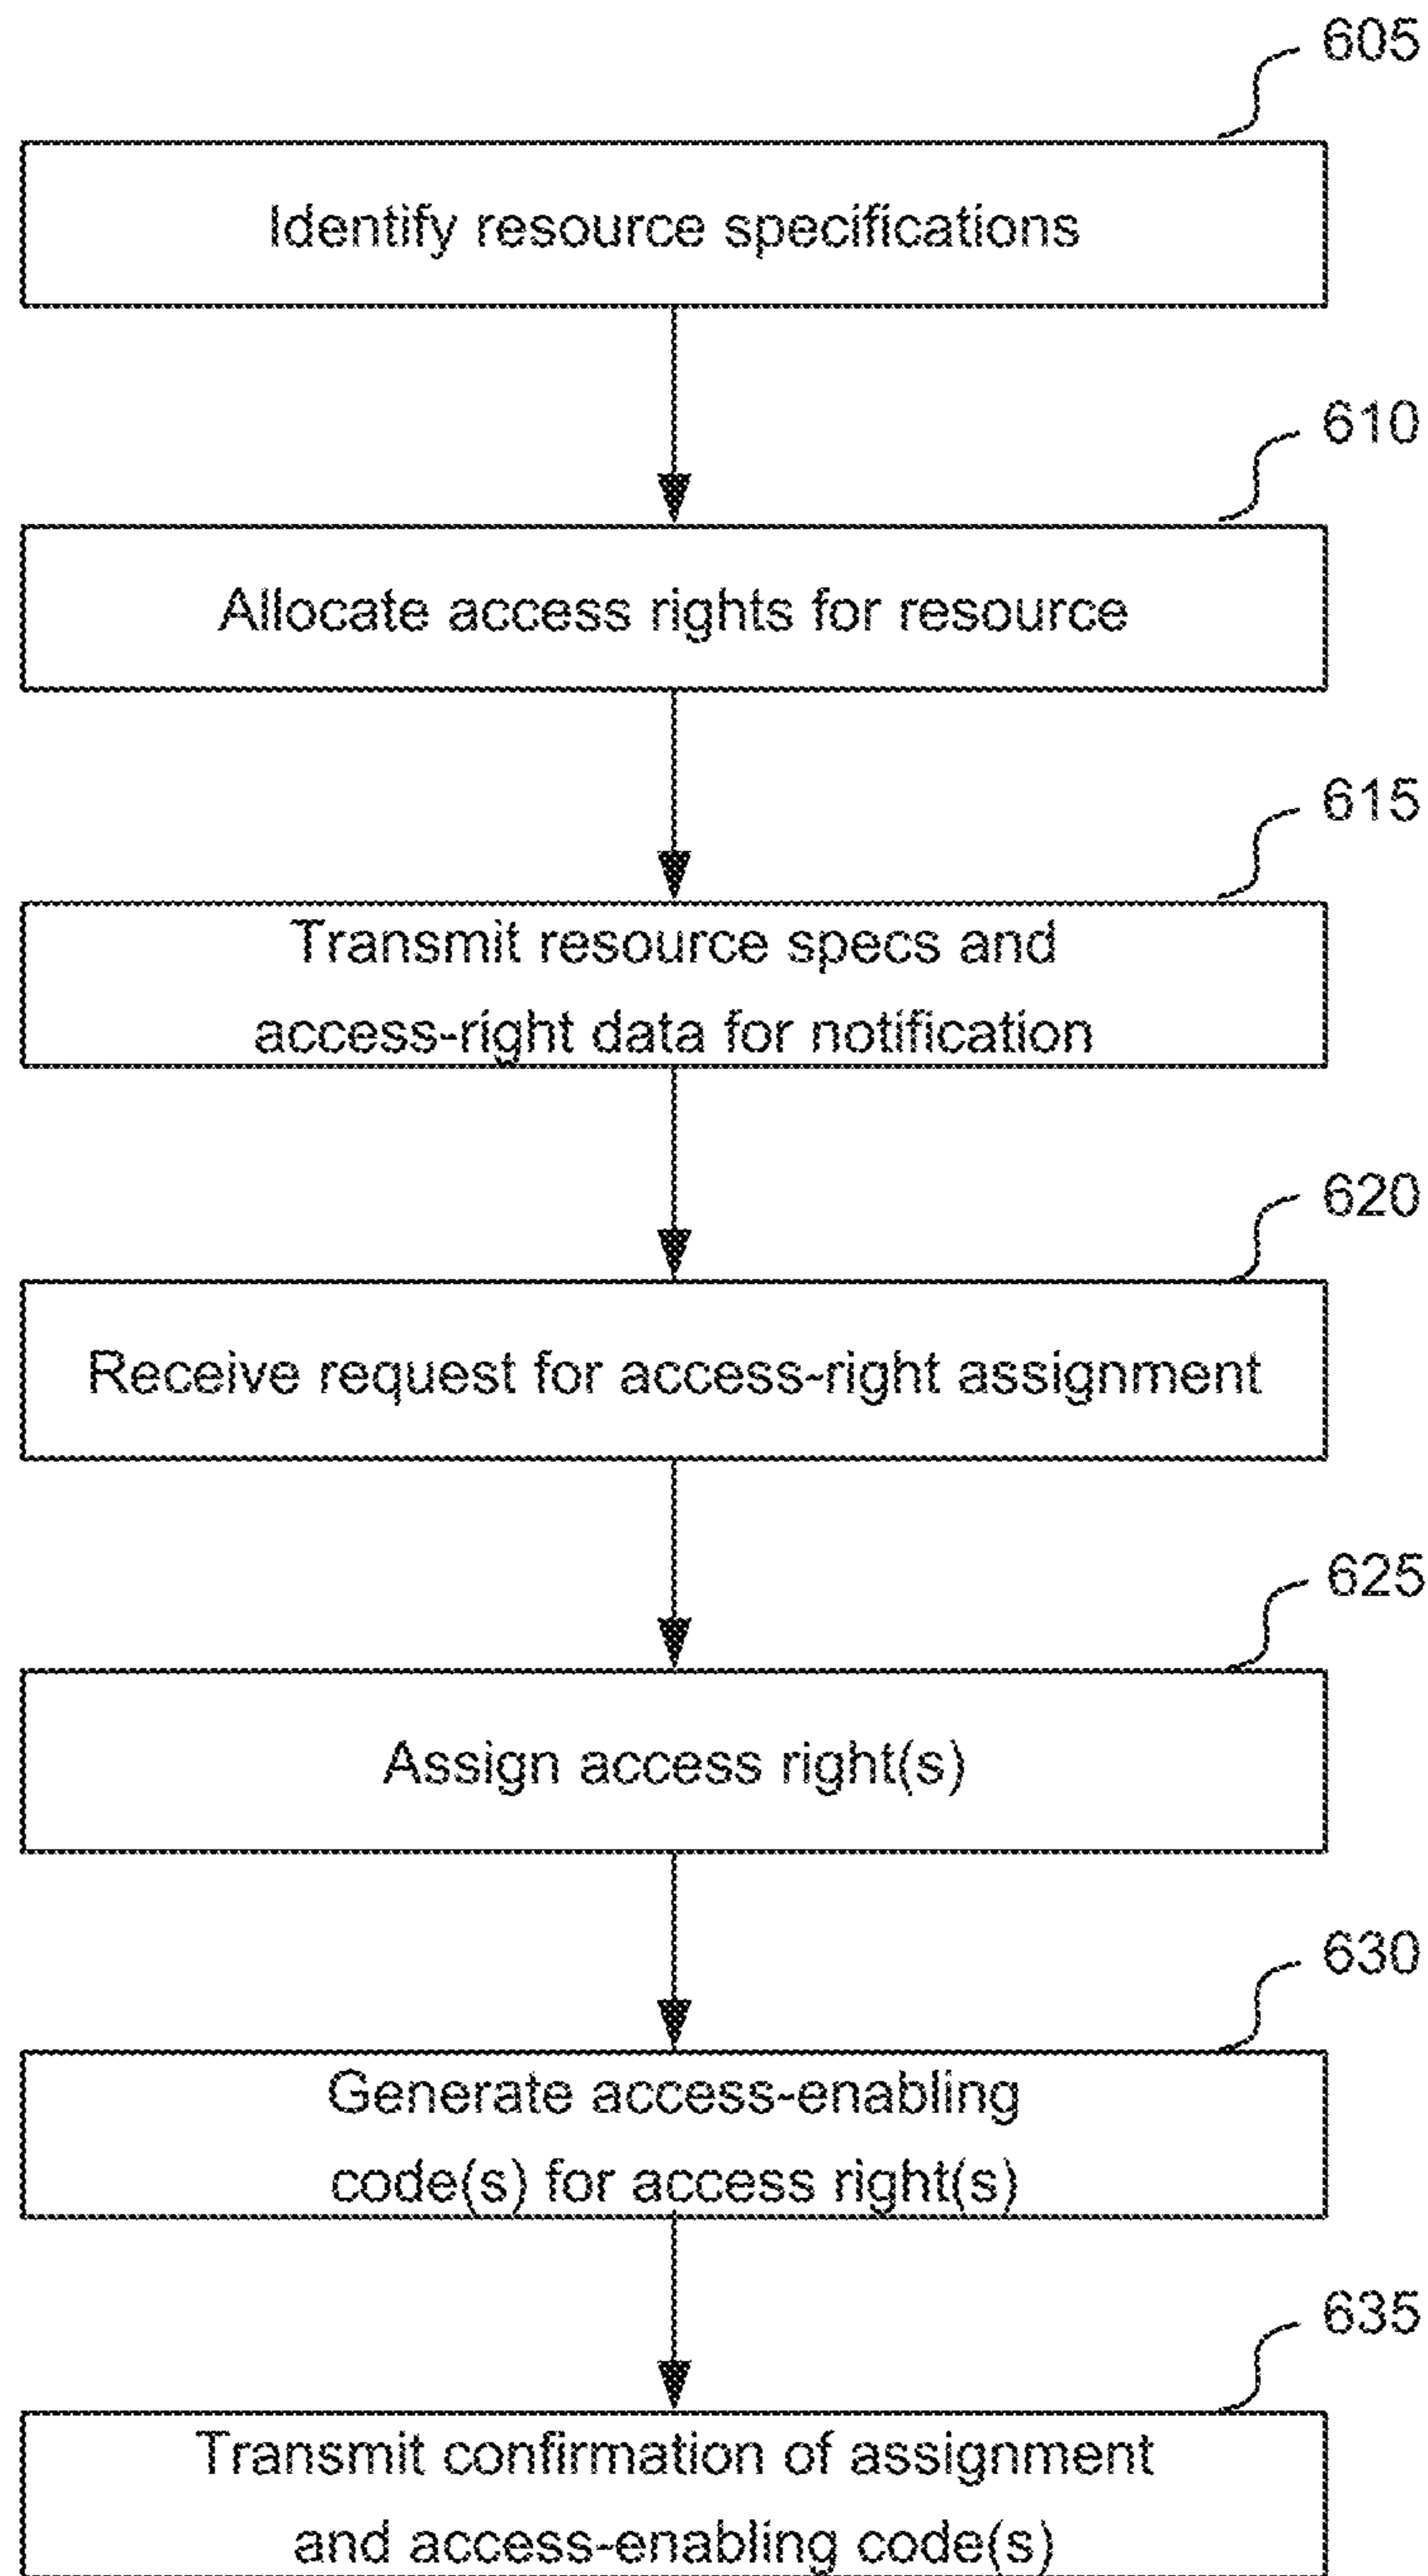 605
Identify resource specifications
610
Allocate access rights for resource
615
Transmit resource specs and
access-right data for notification
620
Receive request for access-right assignment
625
Assign access right(s)
630
Generate access-enabling
code(s) for access right(s)
635
Transmit confirmation of assignment
and access-enabling code(s)